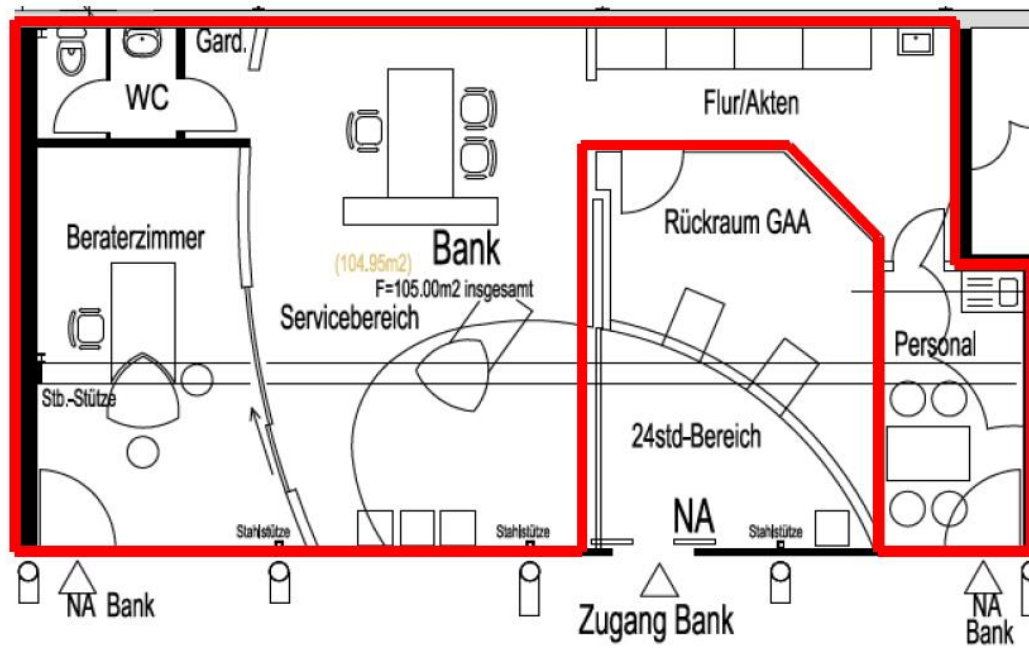 Gard.
WC
Flur/Akten
Rückraum GAA
Beraterzimmer
Bank
(104.95m2)
F=105.00m2 insgesamt
Servicebereich
Personal
Stb.-Stütze
24std-Bereich
NA
Stahlstütze
Stahlstütze
Stahlstütze
NA Bank
Zugang Bank
NA
Bank